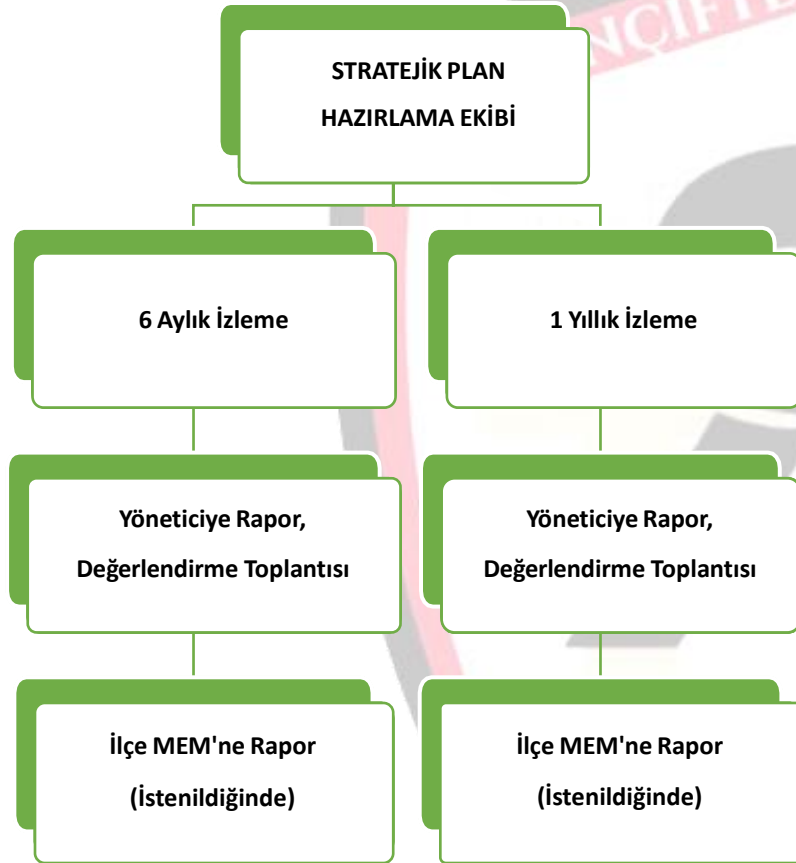 STRATEJİK PLAN
HAZIRLAMA EKİBİ
6 Aylık İzleme
1 Yıllık İzleme
Yöneticiye Rapor,
Değerlendirme Toplantısı
Yöneticiye Rapor,
Değerlendirme Toplantısı
İlçe MEM'ne Rapor
(İstenildiğinde)
İlçe MEM'ne Rapor
(İstenildiğinde)